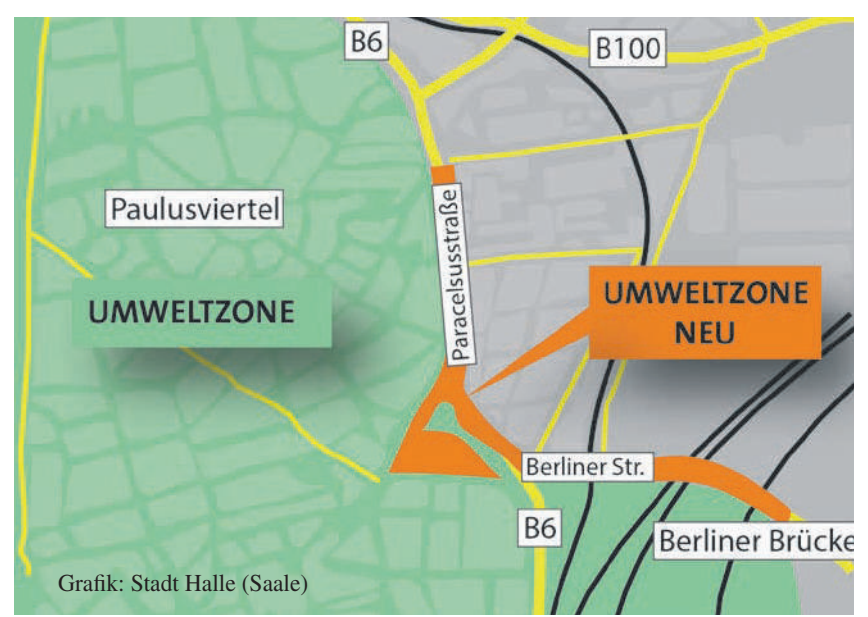 B6
B100
Paulusviertel
Paracelsusstraße
UMWELTZONE
UMWELTZONE
NEU
Berliner Str.
B6
Berliner Brücke
Grafik: Stadt Halle (Saale)